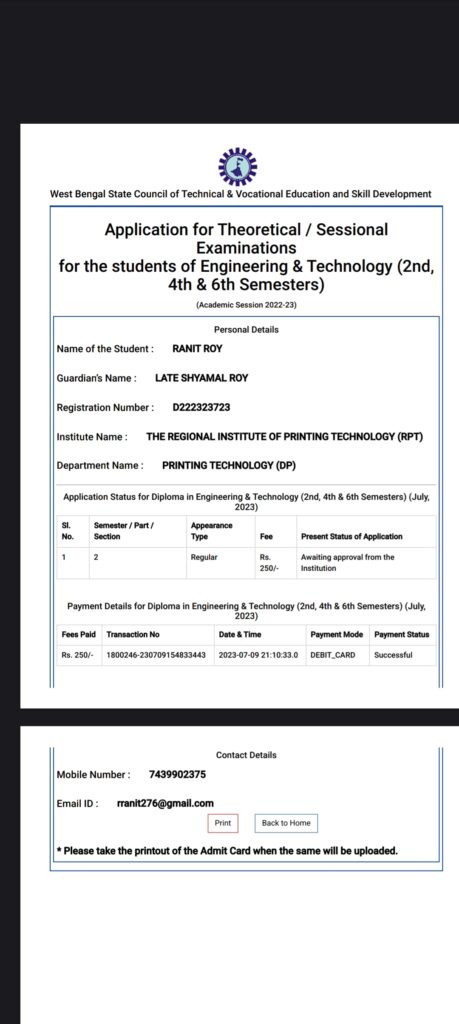 West Bengal State Council of Technical & Vocational Education and Skill Development
Application for Theoretical / Sessional
Examinations
for the students of Engineering & Technology (2nd,
4th & 6th Semesters)
(Academic Session 2022-23)
Personal Details
Name of the Student : RANIT ROY
Guardian's Name : LATE SHYAMAL ROY
Registration Number : D222323723
Institute Name : THE REGIONAL INSTITUTE OF PRINTING TECHNOLOGY (RPT)
Department Name : PRINTING TECHNOLOGY (DP)
Application Status for Diploma in Engineering & Technology (2nd, 4th & 6th Semesters) (July,
2023)
Sl. Semester / Part / Appearance
No. Section Type Fee Present Status of Application
1 2 Regular Rs. Awaiting approval from the
250/- Institution
Payment Details for Diploma in Engineering & Technology (2nd, 4th & 6th Semesters) (July,
2023)
Fees Paid Transaction No Date & Time Payment Mode Payment Status
Rs. 250/- 1800246-230709154833443 2023-07-09 21:10:33.0 DEBIT_CARD Successful
Contact Details
Mobile Number : 7439902375
Email ID : rranit276@gmail.com
Print Back to Home
* Please take the printout of the Admit Card when the same will be uploaded.